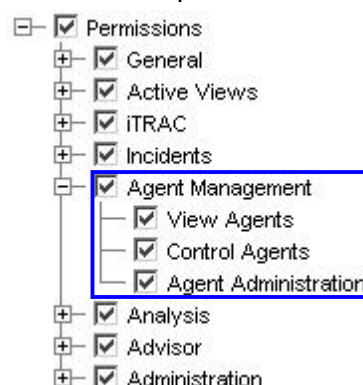 Permissions
General
Active Views
iTRAC
Incidents
Agent Management
View Agents
Control Agents
Agent Administration
Analysis
Advisor
Administration